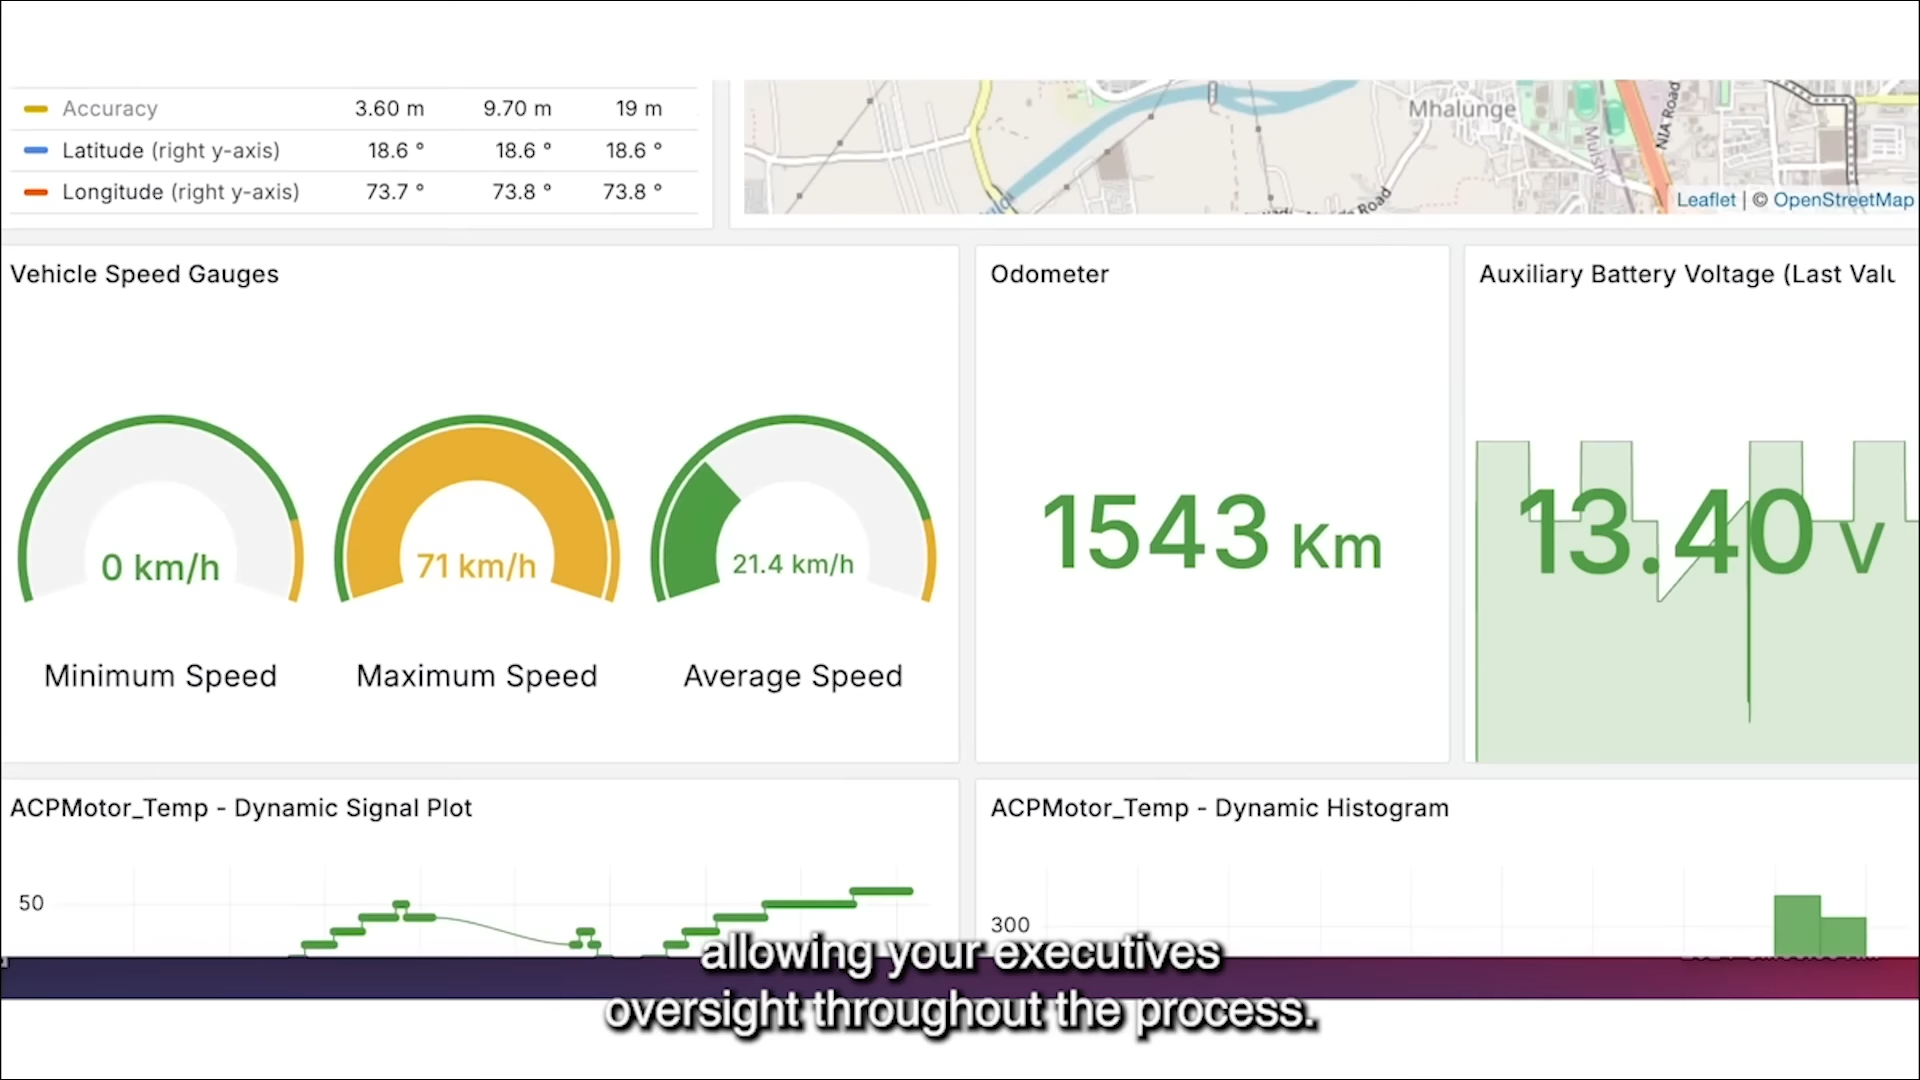 Accuracy 3.60 m 9.70 m 19 m
Latitude (right y-axis) 18.6 ° 18.6 ° 18.6 °
Longitude (right y-axis) 73.7 ° 73.8 ° 73.8 °
Mhalunge
NIA Road
Road
Leaflet | © OpenStreetMap
Vehicle Speed Gauges
0 km/h
71 km/h
21.4 km/h
Minimum Speed
Maximum Speed
Average Speed
Odometer
1543 Km
Auxiliary Battery Voltage (Last Valu
13.40 V
ACPMotor_Temp - Dynamic Signal Plot
50
ACPMotor_Temp - Dynamic Histogram
300
allowing your executives
oversight throughout the process.